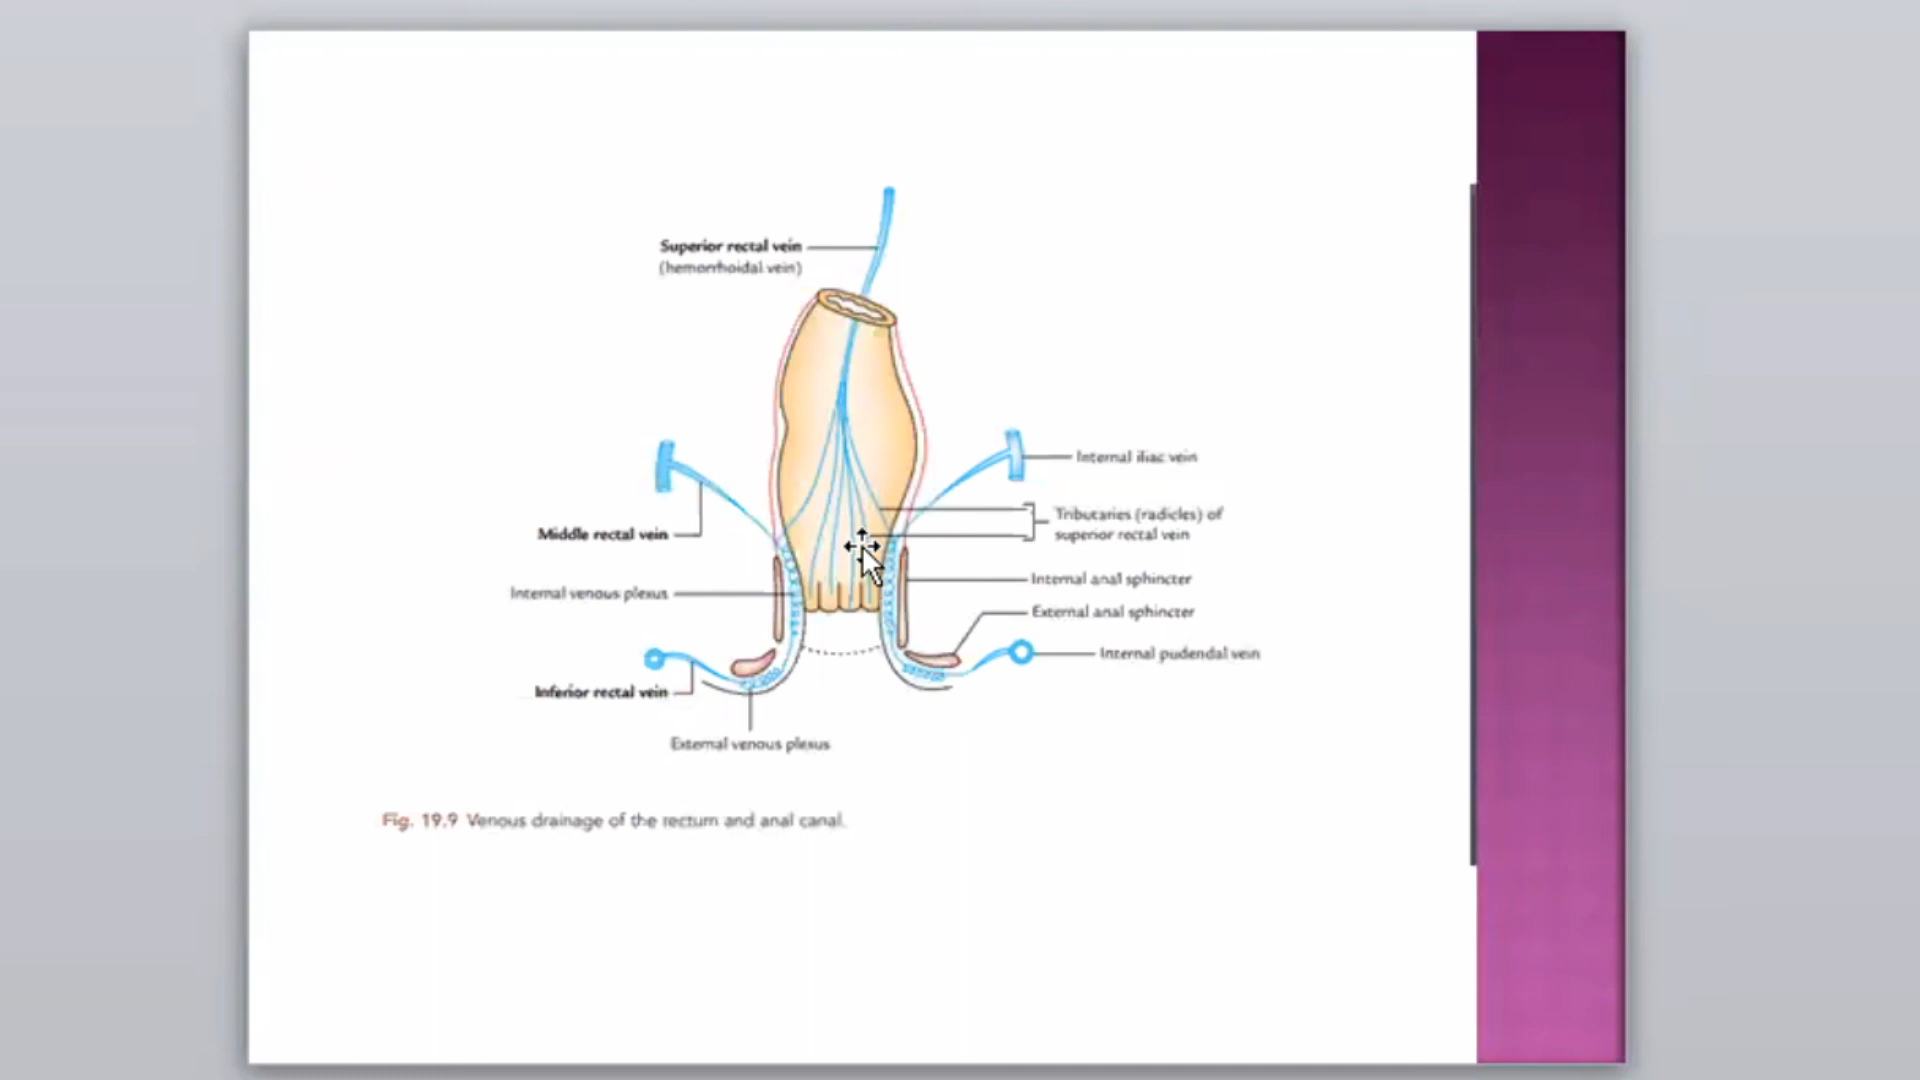 Superior rectal vein
(hemorrhoidal vein)
Internal iliac vein
Tributaries (radicles) of
superior rectal vein
Middle rectal vein
Internal anal sphincter
Internal venous plexus
External anal sphincter
Internal pudendal vein
Inferior rectal vein
External venous plexus
Fig. 19.9 Venous drainage of the rectum and anal canal.